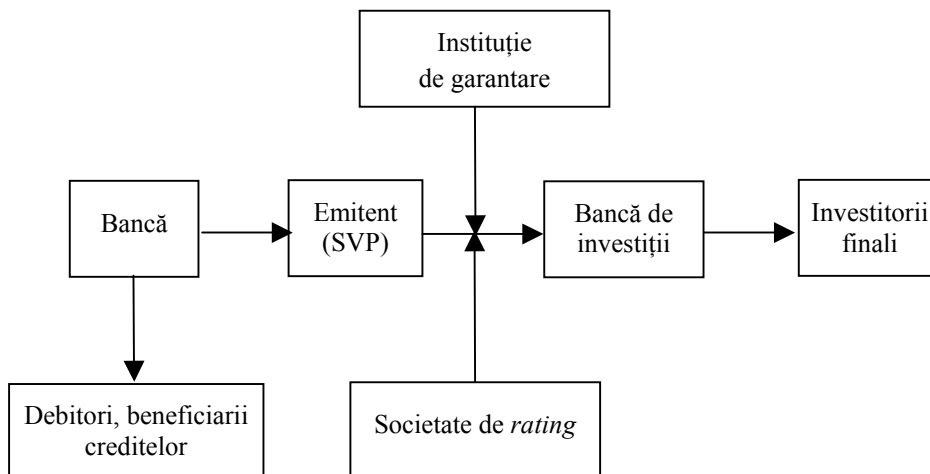 Instituție
de garantare
Bancă
Emitent
(SVP)
Bancă de
investiții
Investitorii
finali
Debitori, beneficiarii
creditelor
Societate de rating